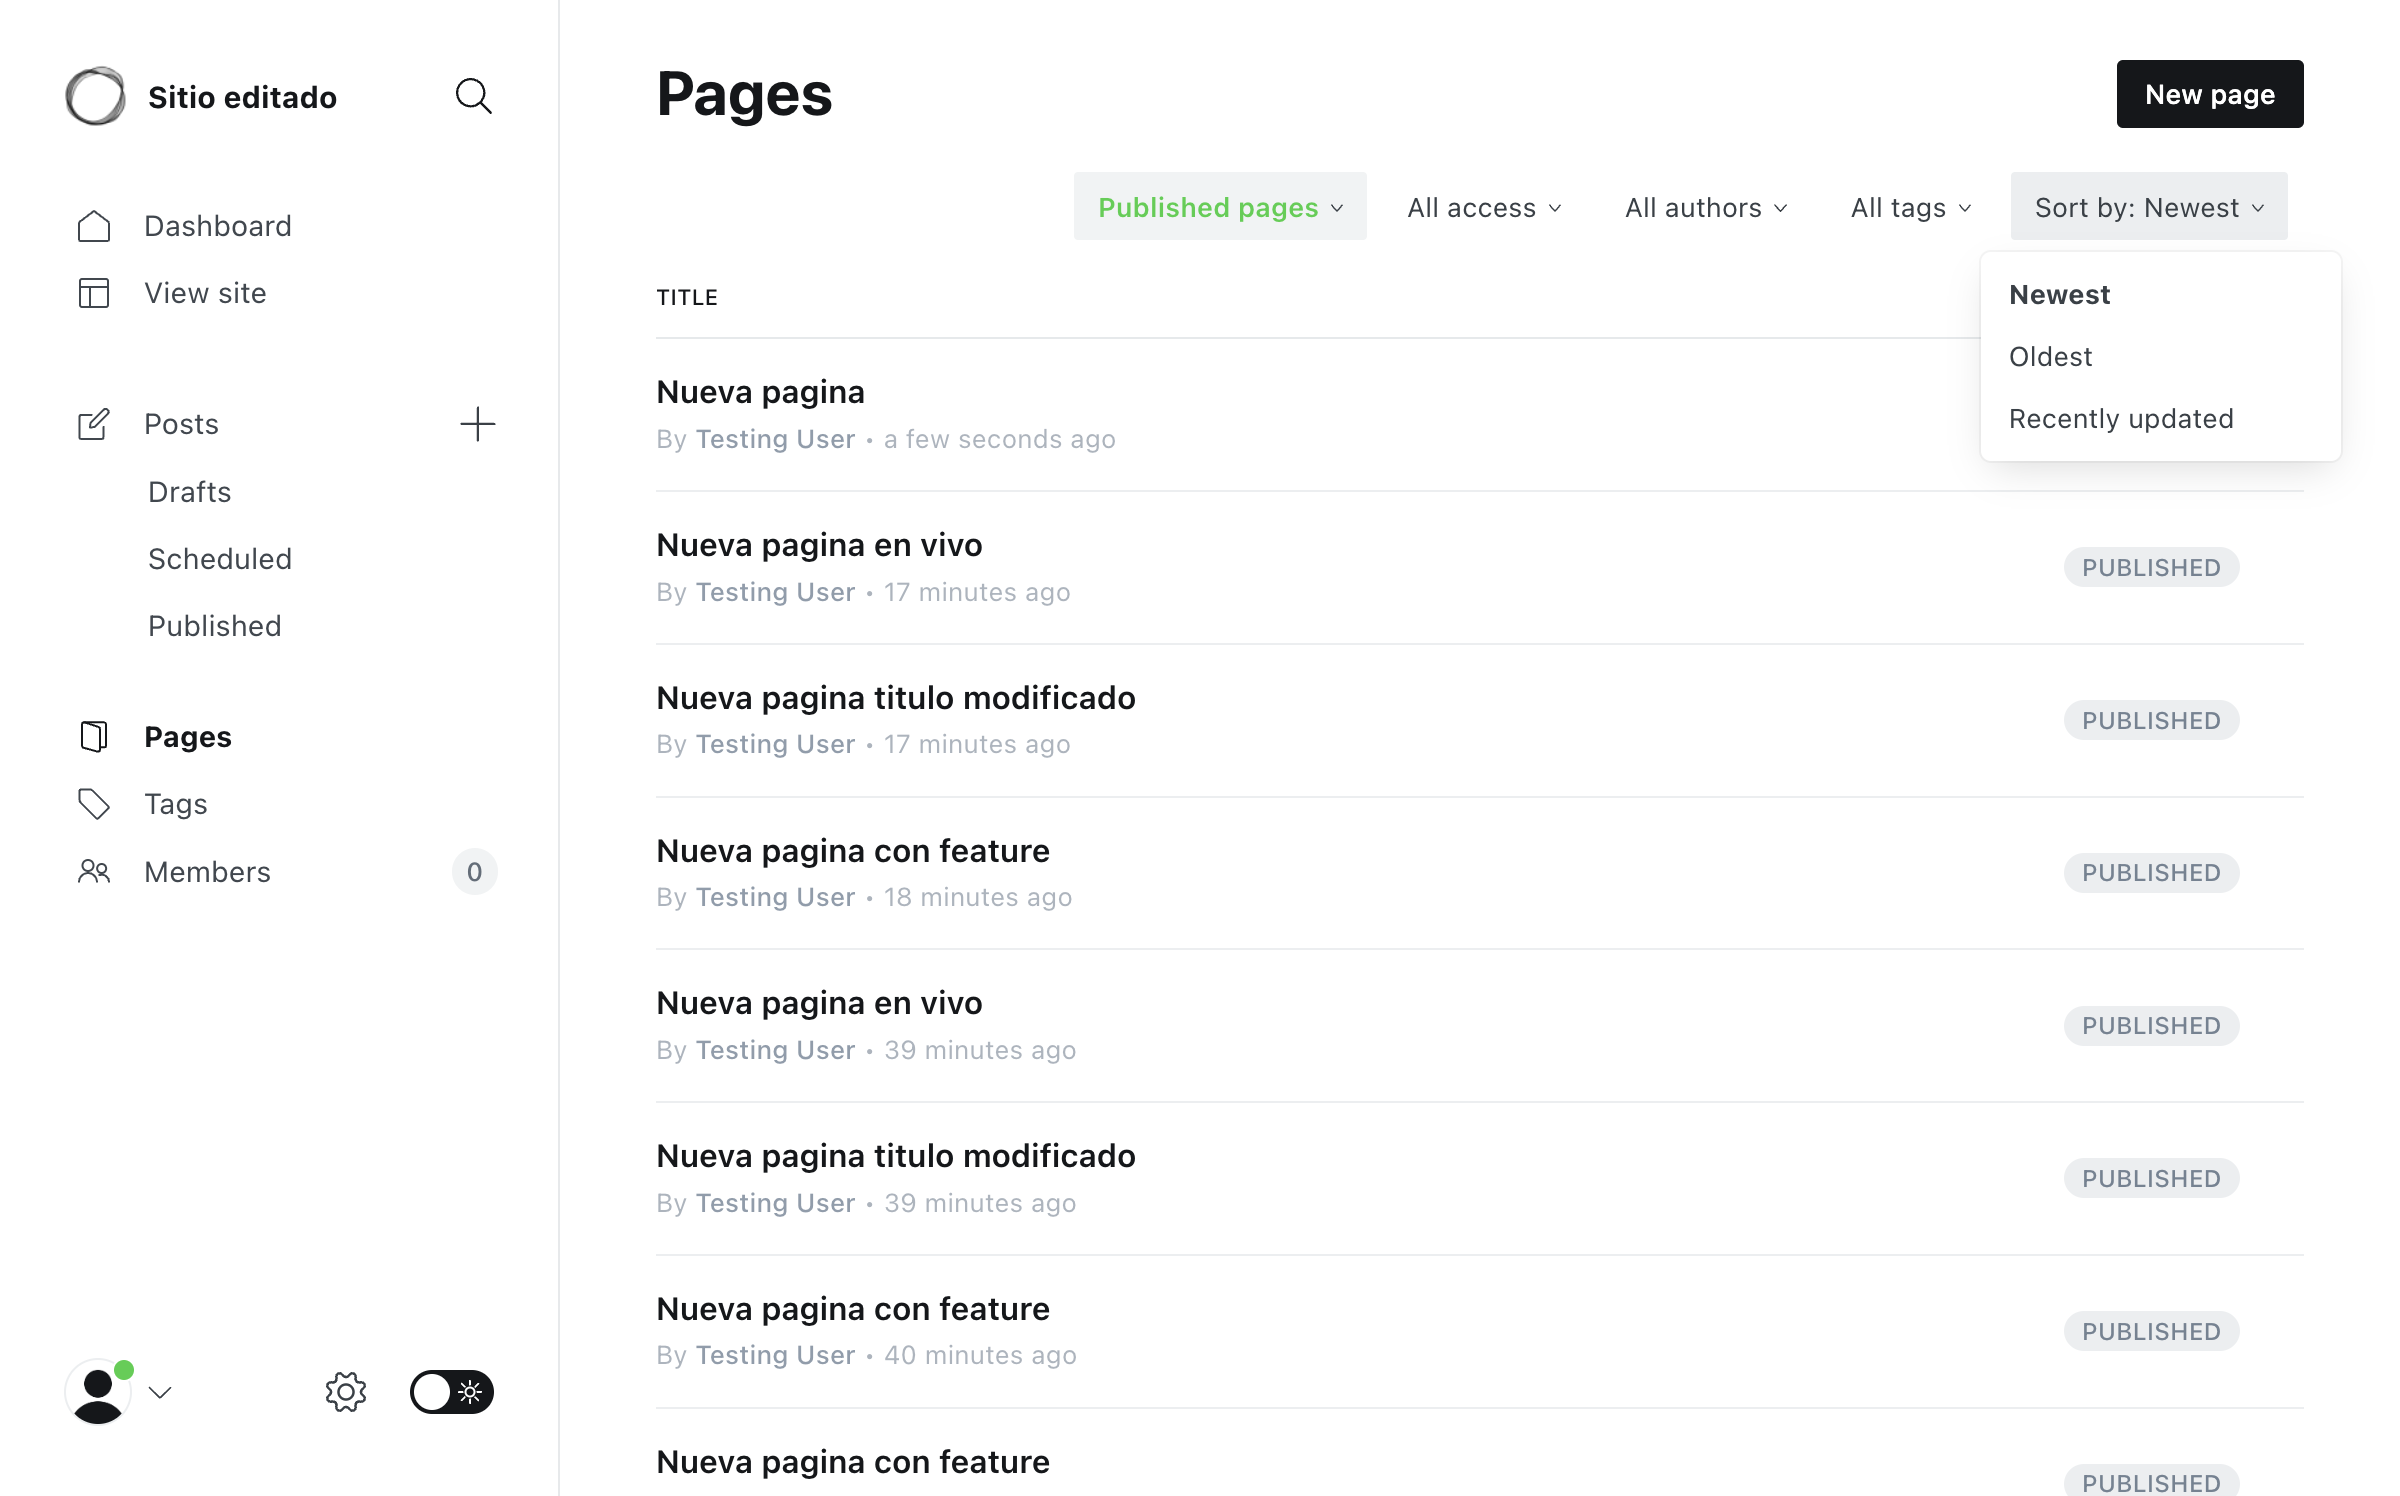 Sitio editado
Dashboard
View site
Posts
Drafts
Scheduled
Published
Pages
Tags
Members 0
Pages
New page
Published pages All access All authors All tags Sort by: Newest
Newest
Oldest
Recently updated
TITLE
Nueva pagina
By Testing User • a few seconds ago
Nueva pagina en vivo
By Testing User • 17 minutes ago
PUBLISHED
Nueva pagina titulo modificado
By Testing User • 17 minutes ago
PUBLISHED
Nueva pagina con feature
By Testing User • 18 minutes ago
PUBLISHED
Nueva pagina en vivo
By Testing User • 39 minutes ago
PUBLISHED
Nueva pagina titulo modificado
By Testing User • 39 minutes ago
PUBLISHED
Nueva pagina con feature
By Testing User • 40 minutes ago
PUBLISHED
Nueva pagina con feature
PUBLISHED